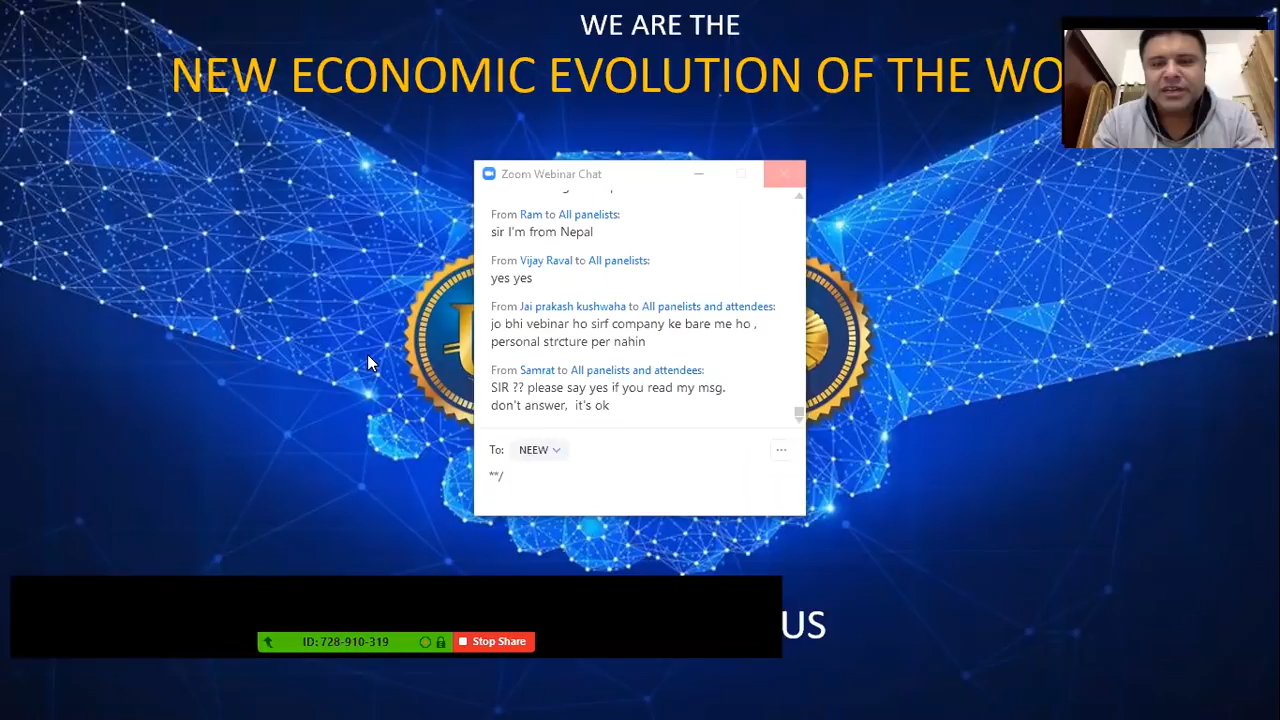 WE ARE THE
NEW ECONOMIC EVOLUTION OF THE WO
Zoom Webinar Chat
From Ram to All panelists:
sir I'm from Nepal
From Vijay Raval to All panelists:
yes yes
From Jai prakash kushwaha to All panelists and attendees:
jo bhi vebinar ho sirf company ke bare me ho ,
personal strcture per nahin
From Samrat to All panelists and attendees:
SIR ?? please say yes if you read my msg.
don't answer,  it's ok
To: NEEW
**/
US
ID: 728-910-319 Stop Share